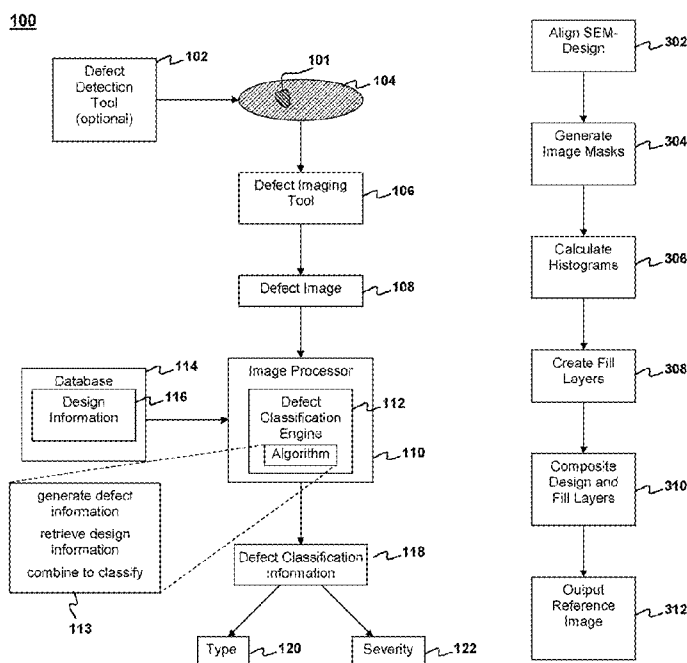 100
102
Defect
Detection
Tool
(optional)
101
104
Defect Imaging
Tool
106
Defect Image
108
114
Database
116
Design
Information
Image Processor
Defect
Classification
Engine
112
Algorithm
110
generate defect
information
retrieve design
information
combine to classify
113
118
Defect Classification
Information
Type
120
Severity
122
Align SEM-
Design
302
Generate
Image Masks
304
Calculate
Histograms
306
Create Fill
Layers
308
Composite
Design and
Fill Layers
310
Output
Reference
Image
312